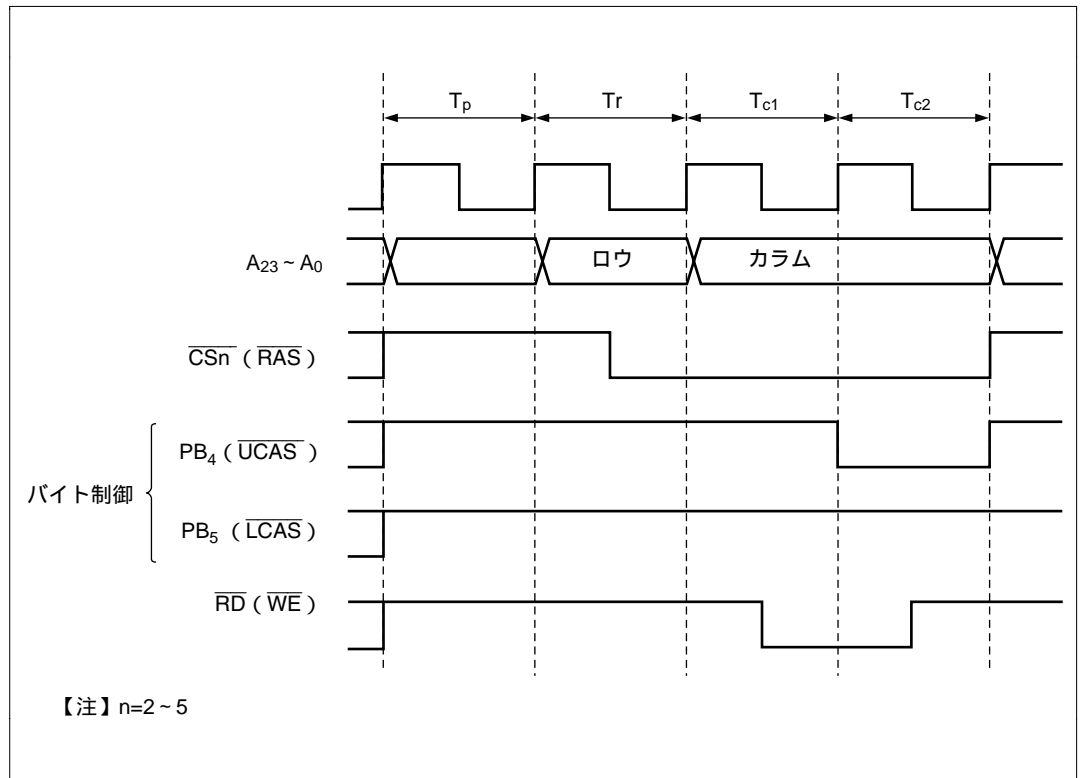 Tp Tr Tc1 Tc2
A23 ~ A0
ロウ カラム
CSn ( RAS )
PB4 ( UCAS )
バイト制御
PB5 ( LCAS )
RD ( WE )
【注】n=2 ~ 5